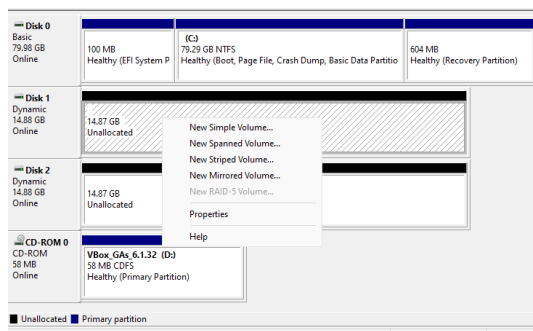 Disk 0
Basic
79.98 GB
Online
100 MB
Healthy (EFI System P
(C:)
79.29 GB NTFS
Healthy (Boot, Page File, Crash Dump, Basic Data Partitio
604 MB
Healthy (Recovery Partition)
Disk 1
Dynamic
14.88 GB
Online
14.87 GB
Unallocated
New Simple Volume...
New Spanned Volume...
New Striped Volume...
New Mirrored Volume...
New RAID-5 Volume...
Properties
Help
Disk 2
Dynamic
14.88 GB
Online
14.87 GB
Unallocated
CD-ROM 0
CD-ROM
58 MB
Online
VBox_GAs_6.1.32 (D:)
58 MB CDFS
Healthy (Primary Partition)
Unallocated Primary partition